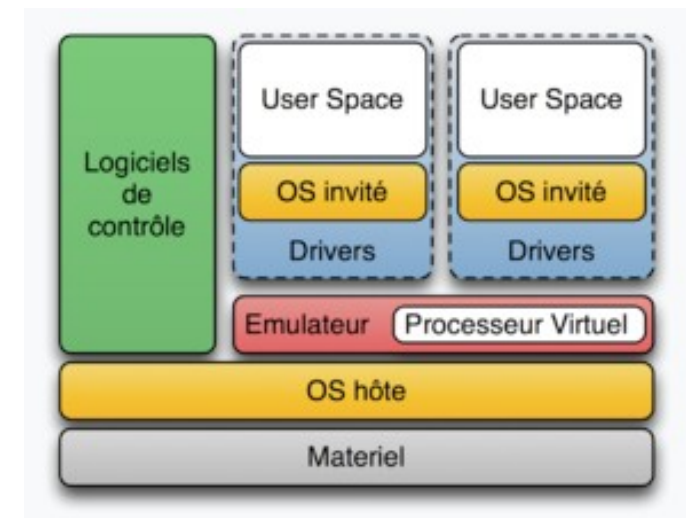 Logiciels
de
contrôle
User Space
OS invité
Drivers
User Space
OS invité
Drivers
Emulateur
Processeur Virtuel
OS hôte
Materiel